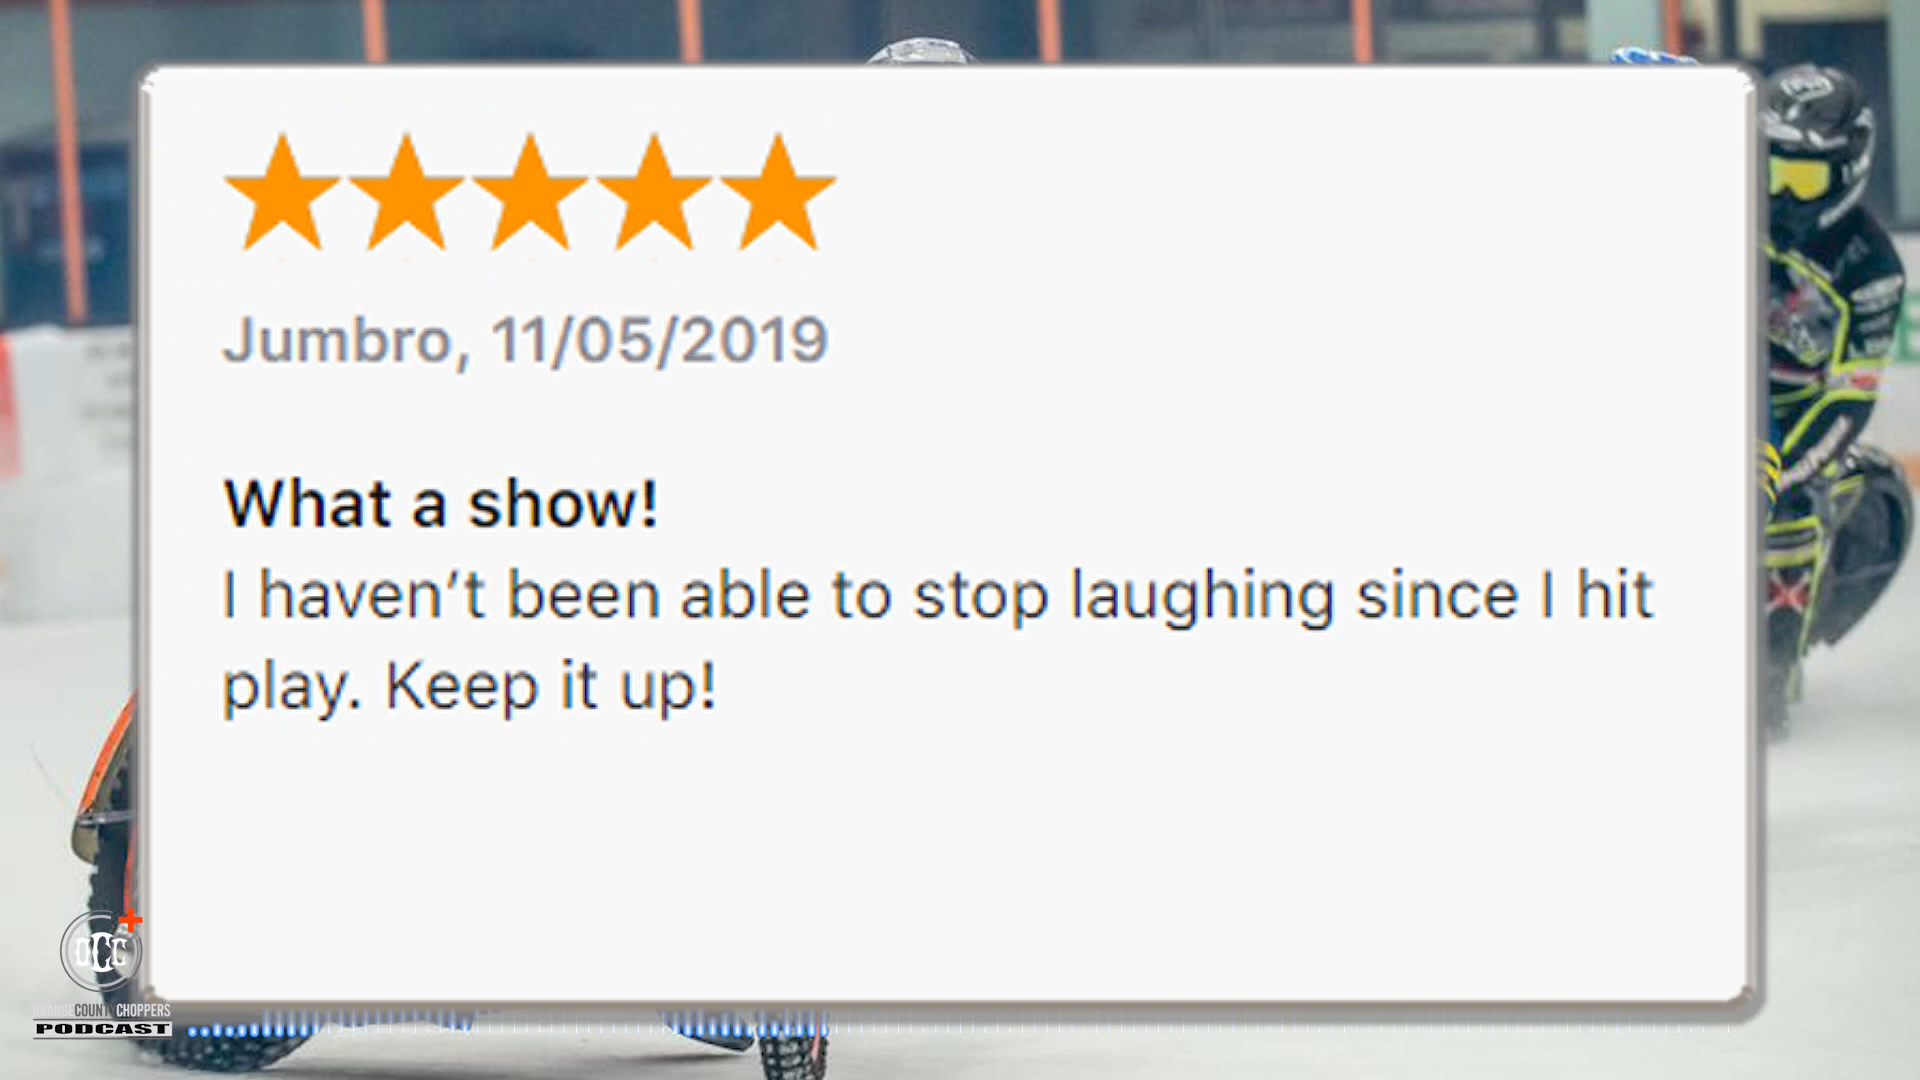 Jumbro, 11/05/2019
What a show!
I haven’t been able to stop laughing since I hit
play. Keep it up!
OCC
ORANGE COUNTY CHOPPERS
PODCAST